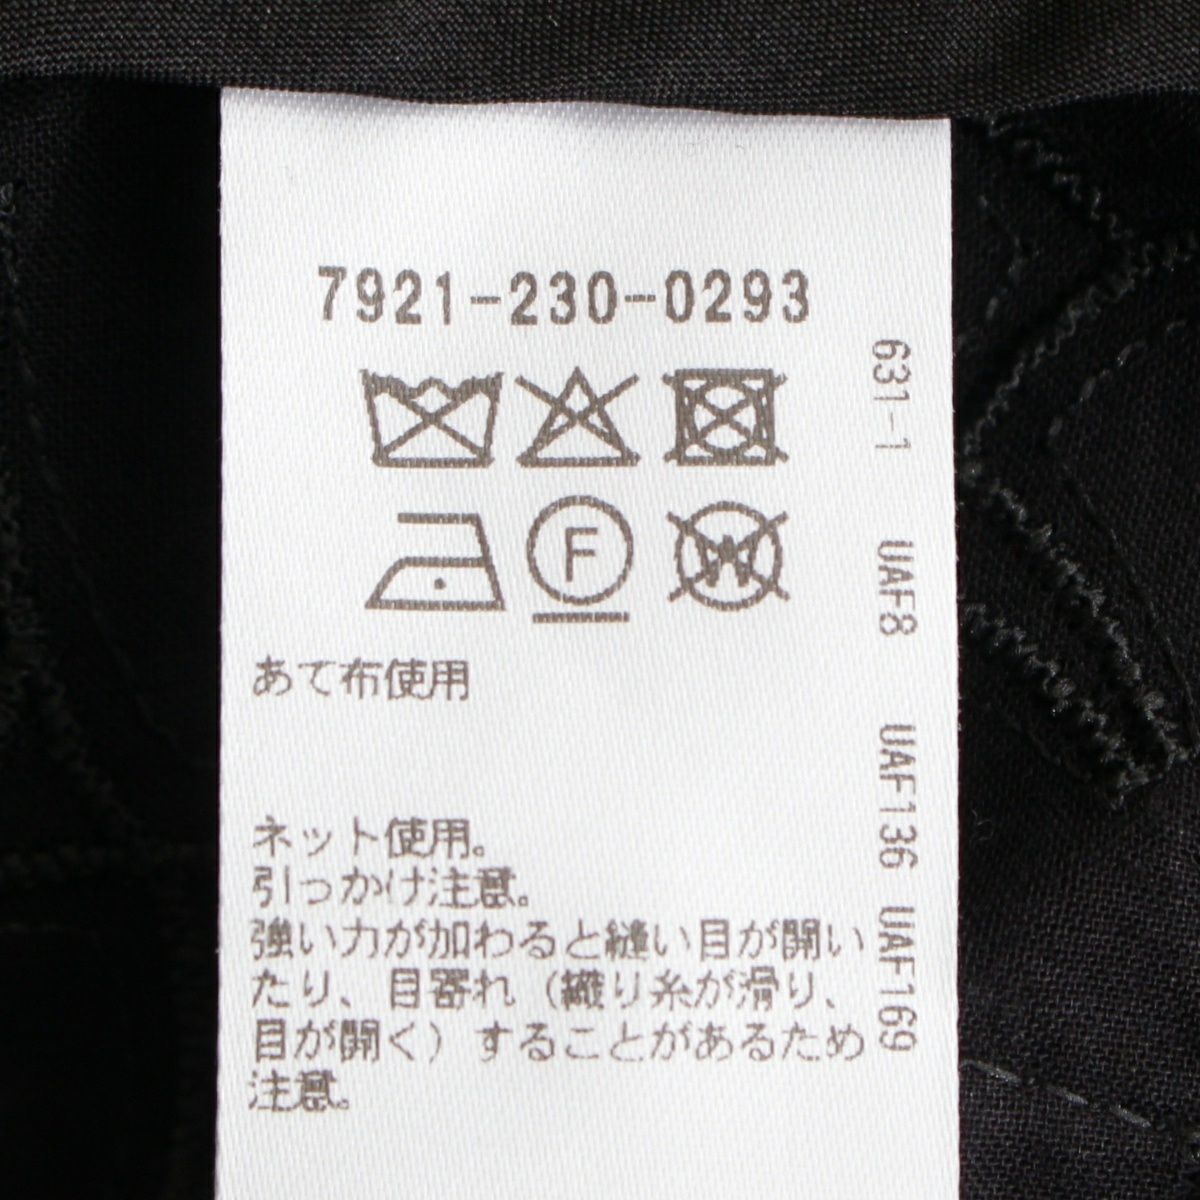 7921-230-0293
F
W
あて布使用
ネット使用。
引っかけ注意。
強い力が加わると縫い目が開い
たり、目寄れ（織り糸が滑り、
目が開く）することがあるため
注意。
631-1 UAF8 UAF136 UAF169